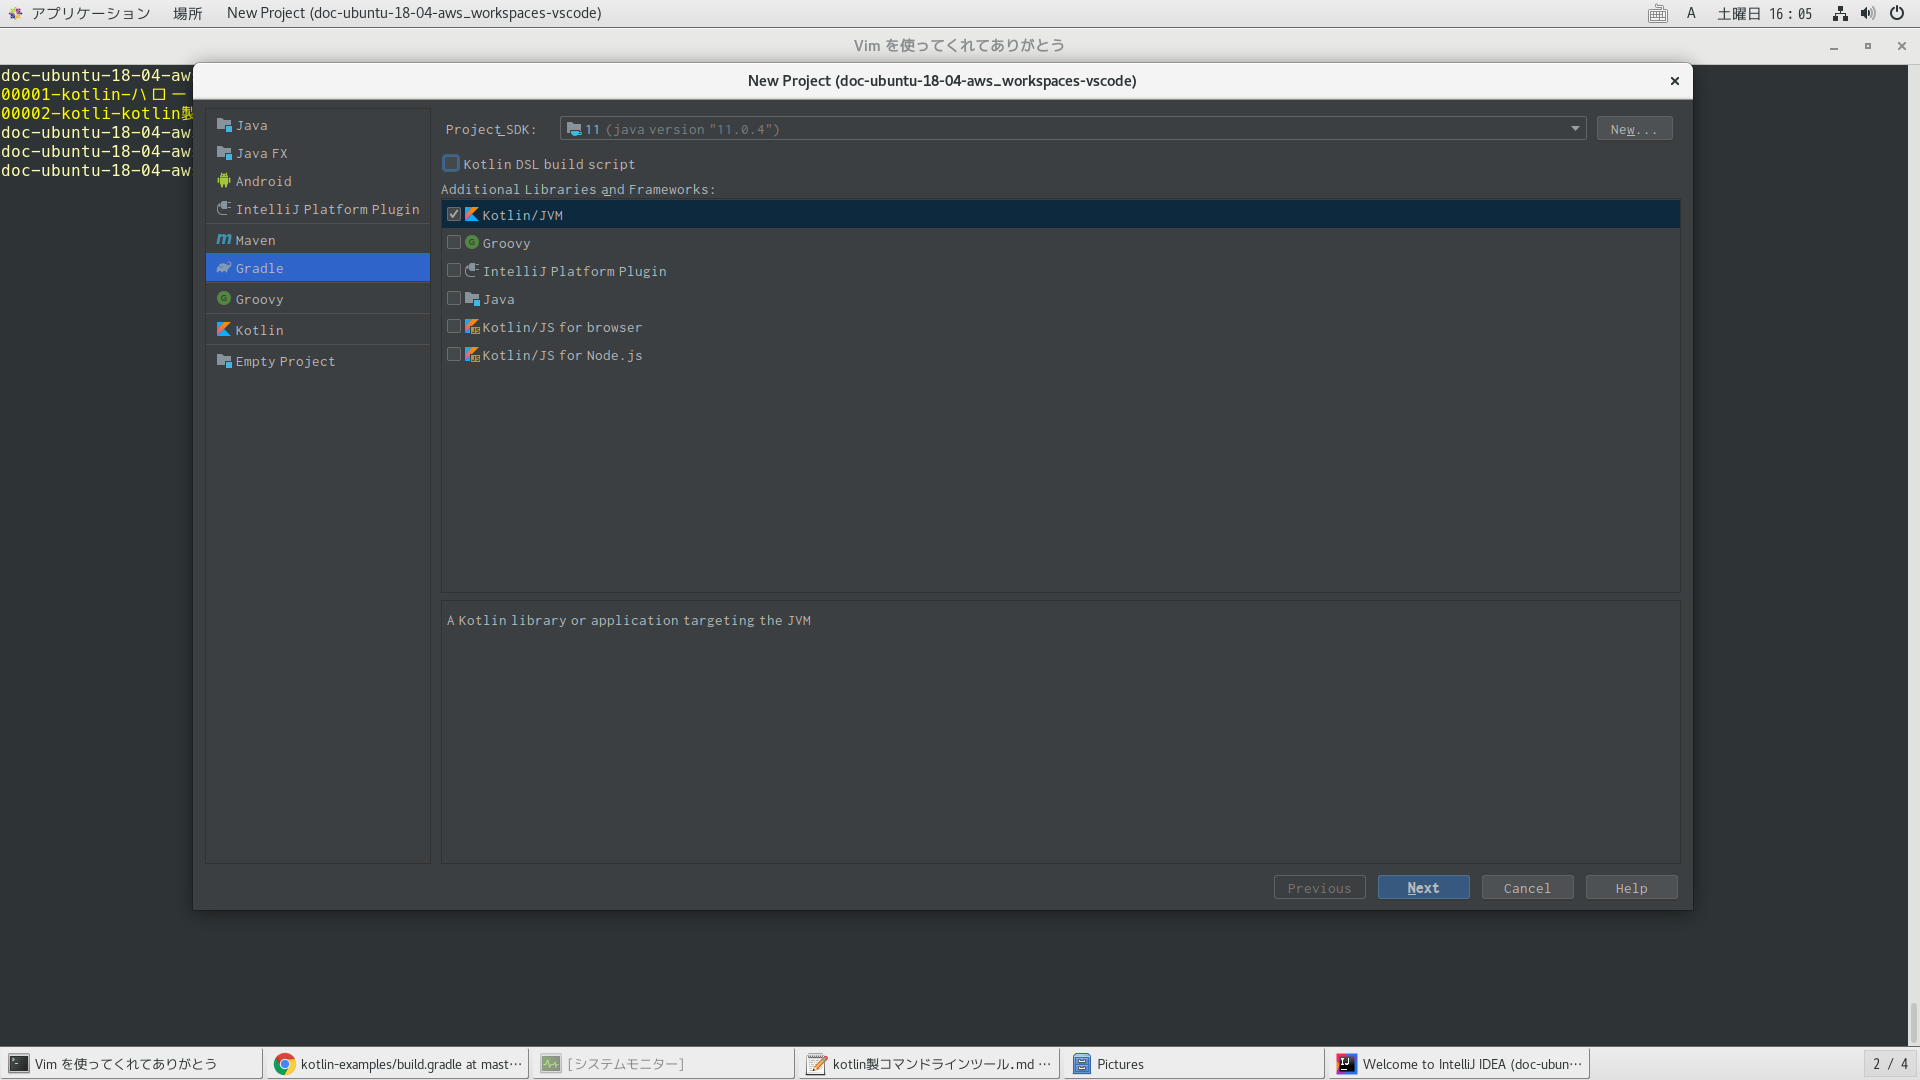 アプリケーション 場所 New Project (doc-ubuntu-18-04-aws_workspaces-vscode) A 土曜日 16：05
Vim を使ってくれてありがとう
doc-ubuntu-18-04-aw
00001-kotlin-ハロー
00002-kotli-kotlin製
doc-ubuntu-18-04-aw
doc-ubuntu-18-04-aw
doc-ubuntu-18-04-aw
New Project (doc-ubuntu-18-04-aws_workspaces-vscode)
Java
Java FX
Android
IntelliJ Platform Plugin
Maven
Gradle
Groovy
Kotlin
Empty Project
Project SDK: 11 (java version "11.0.4") New...
Kotlin DSL build script
Additional Libraries and Frameworks:
Kotlin/JVM
Groovy
IntelliJ Platform Plugin
Java
Kotlin/JS for browser
Kotlin/JS for Node.js
A Kotlin library or application targeting the JVM
Previous Next Cancel Help
Vim を使ってくれてありがとう kotlin-examples/build.gradle at mast… [システムモニター] kotlin製コマンドラインツール.md … Pictures Welcome to IntelliJ IDEA (doc-ubun… 2 / 4